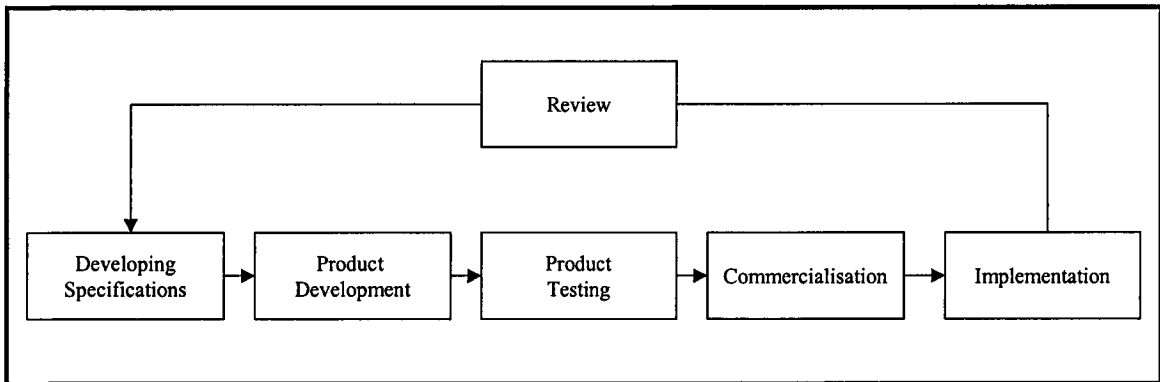 Review
Developing
Specifications
Product
Development
Product
Testing
Commercialisation
Implementation